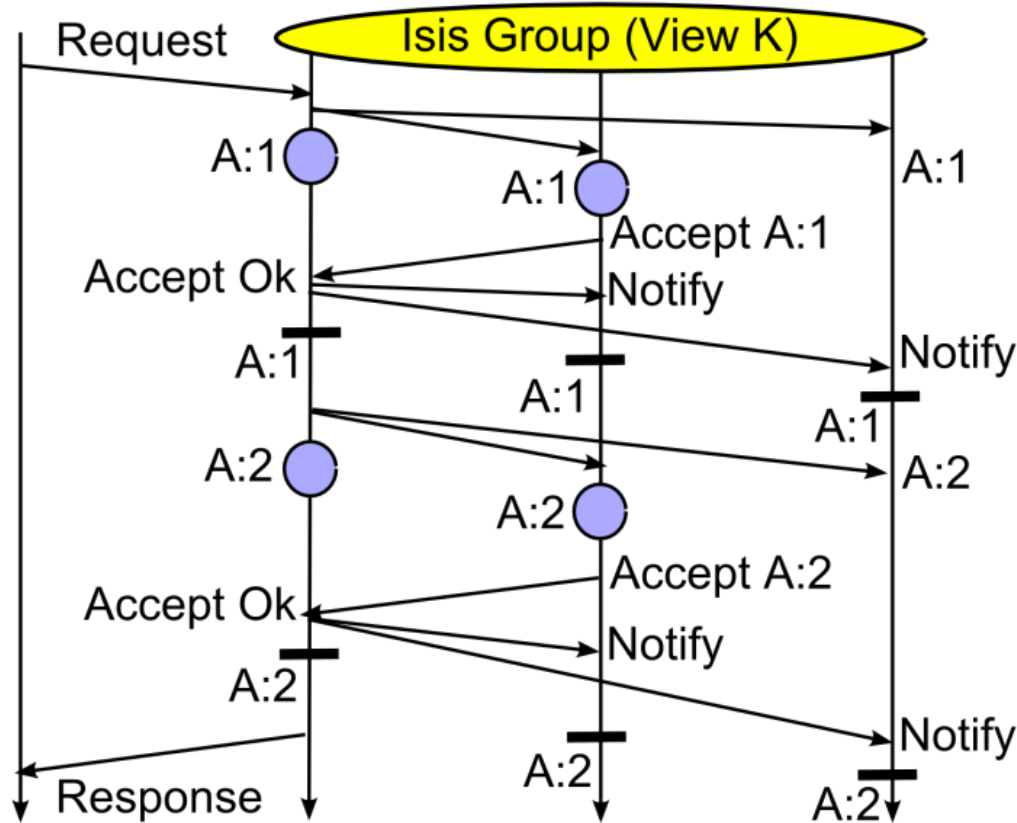 Request
Isis Group (View K)
A:1
A:1
A:1
Accept A:1
Accept Ok
Notify
A:1
Notify
A:1
A:1
A:2
A:2
A:2
Accept A:2
Accept Ok
Notify
A:2
Notify
A:2
Response
A:2